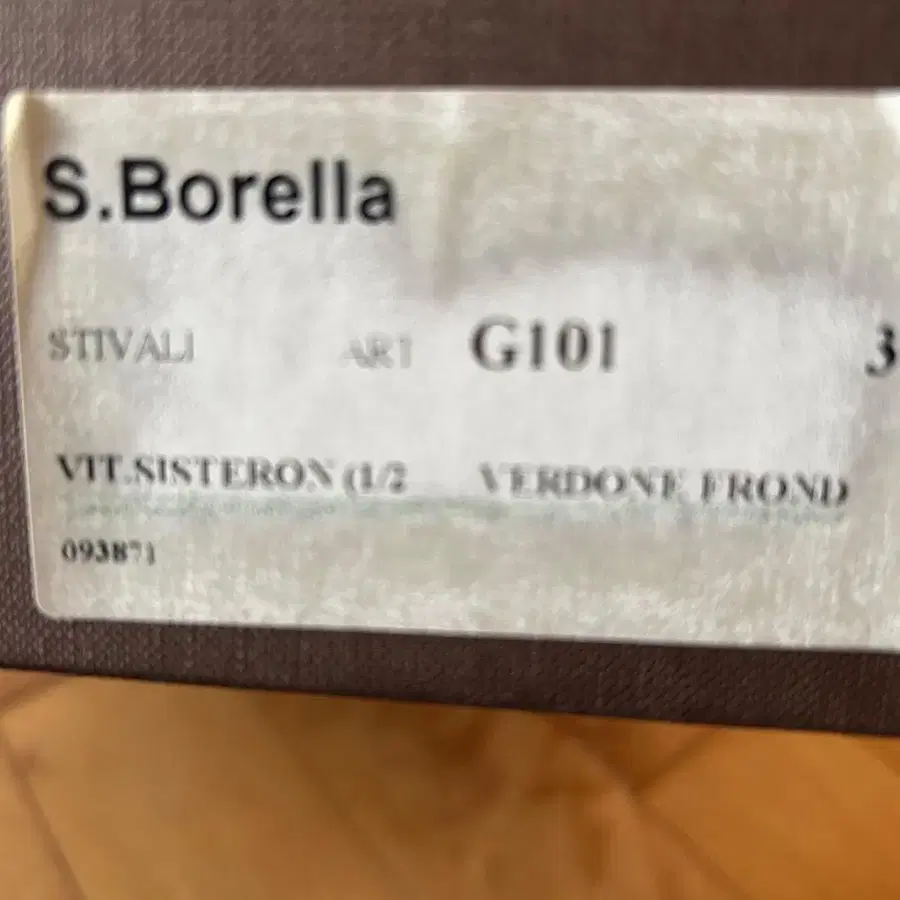 S.Borella
STIVALI ART G101 3
VIT.SISTERON (1/2 VERDONE FROND
093871